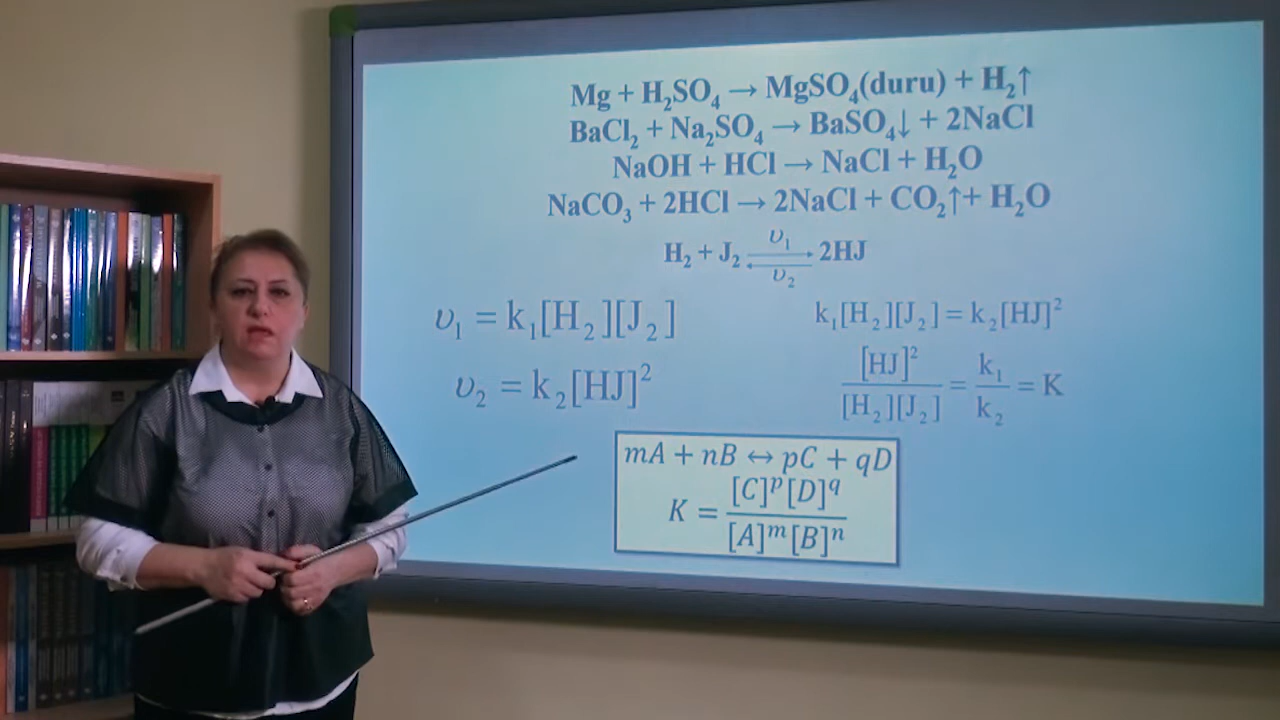 Mg + H₂SO₄ → MgSO₄(duru) + H₂↑
BaCl₂ + Na₂SO₄ → BaSO₄↓ + 2NaCl
NaOH + HCl → NaCl + H₂O
NaCO₃ + 2HCl → 2NaCl + CO₂↑+ H₂O
υ₁
H₂ + J₂ ⇄ 2HJ
υ₂
υ₁ = k₁[H₂][J₂]
υ₂ = k₂[HJ]²
k₁[H₂][J₂] = k₂[HJ]²
[HJ]²/[H₂][J₂] = k₁/k₂ = K
mA + nB ↔ pC + qD
K = [C]ᵖ[D]^q/[A]ᵐ[B]ⁿ